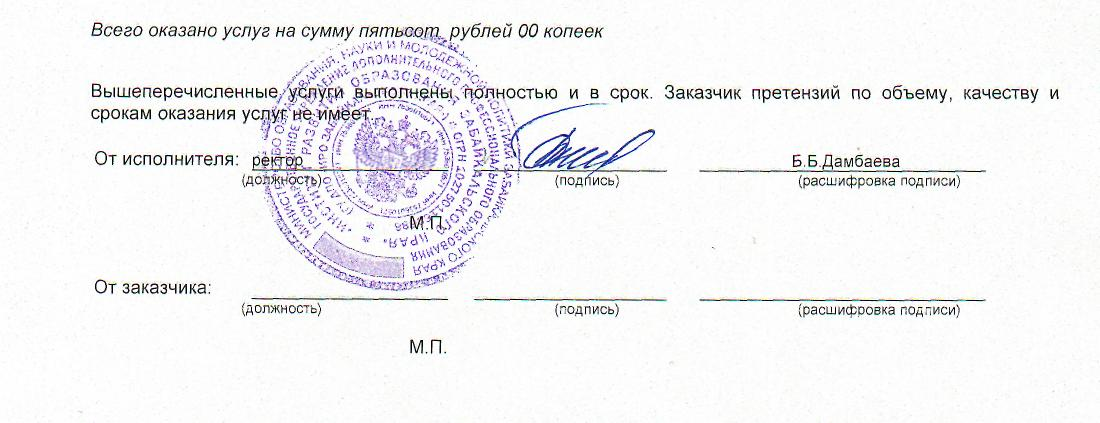 Всего оказано услуг на сумму пятьсот рублей 00 копеек
Вышеперечисленные услуги выполнены полностью и в срок. Заказчик претензий по объему, качеству и
срокам оказания услуг не имеет.
От исполнителя: ректор Б.Б.Дамбаева
(должность) (подпись) (расшифровка подписи)
М.П.
От заказчика:
(должность) (подпись) (расшифровка подписи)
М.П.